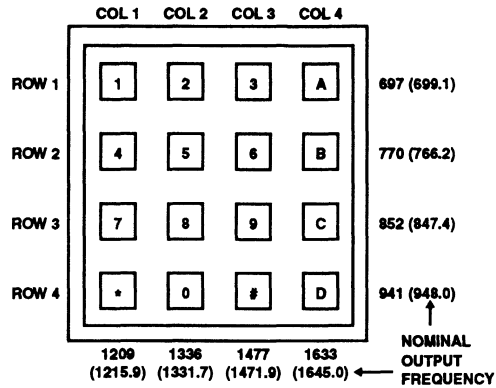 COL 1 COL 2 COL 3 COL 4
ROW 1 1 2 3 A 697 (699.1)
ROW 2 4 5 6 B 770 (766.2)
ROW 3 7 8 9 C 852 (847.4)
ROW 4 * 0 # D 941 (948.0)
1209 1336 1477 1633
(1215.9) (1331.7) (1471.9) (1645.0)
NOMINAL
OUTPUT
FREQUENCY